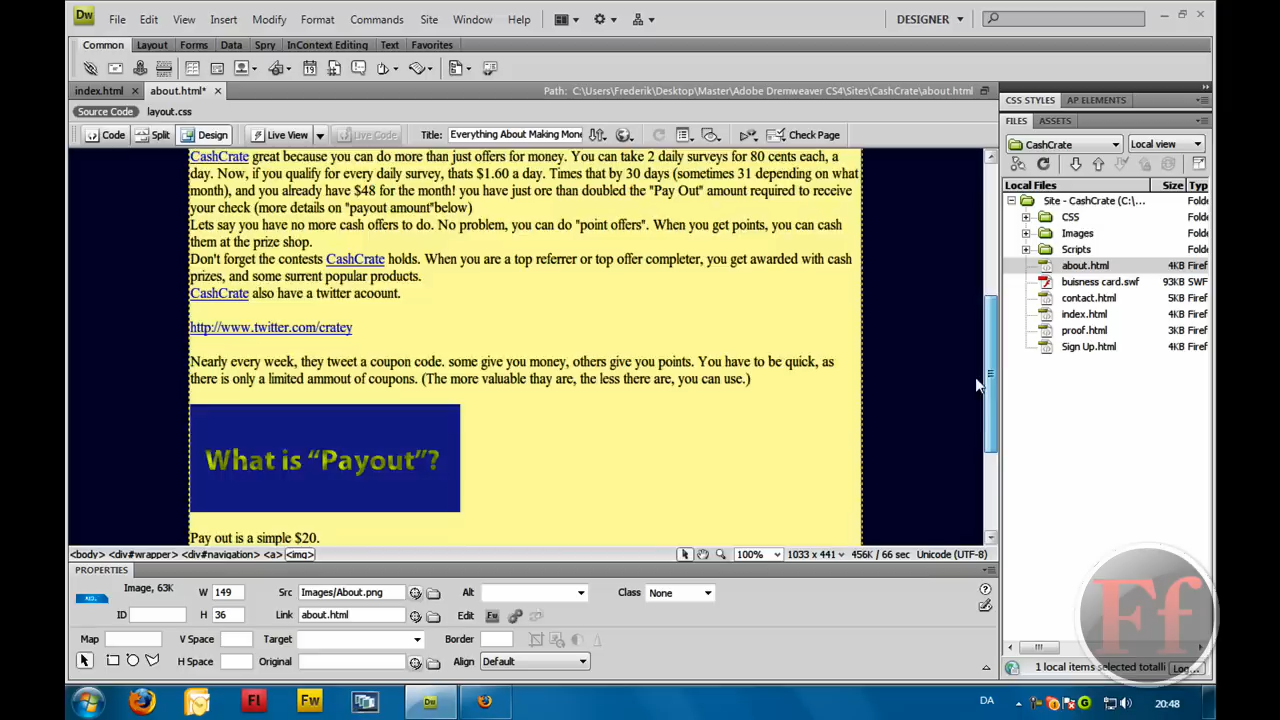 Dw File Edit View Insert Modify Format Commands Site Window Help DESIGNER
Common Layout Forms Data Spry InContext Editing Text Favorites
index.html × about.html* × Path: C:\Users\Frederik\Desktop\Master\Adobe Dremweaver CS4\Sites\CashCrate\about.html
Source Code layout.css
Code Split Design Live View Live Code Title: Everything About Making Mone Check Page
CashCrate great because you can do more than just offers for money. You can take 2 daily surveys for 80 cents each, a
day. Now, if you qualify for every daily survey, thats $1.60 a day. Times that by 30 days (sometimes 31 depending on what
month), and you already have $48 for the month! you have just ore than doubled the "Pay Out" amount required to receive
your check (more details on "payout amount"below)
Lets say you have no more cash offers to do. No problem, you can do "point offers". When you get points, you can cash
them at the prize shop.
Don't forget the contests CashCrate holds. When you are a top referrer or top offer completer, you get awarded with cash
prizes, and some surrent popular products.
CashCrate also have a twitter acoount.
http://www.twitter.com/cratey
Nearly every week, they tweet a coupon code. some give you money, others give you points. You have to be quick, as
there is only a limited ammout of coupons. (The more valuable thay are, the less there are, you can use.)
What is “Payout”?
Pay out is a simple $20.
<body> <div#wrapper> <div#navigation> <a> <img> 100% 1033 x 441 456K / 66 sec Unicode (UTF-8)
PROPERTIES
Image, 63K W 149 Src Images/About.png Alt Class None
ID H 36 Link about.html Edit
Map V Space Target Border
H Space Original Align Default
CSS STYLES AP ELEMENTS
FILES ASSETS
CashCrate Local view
Local Files Size Typ
Site - CashCrate (C:\... Folde
CSS Folde
Images Folde
Scripts Folde
about.html 4KB Firef
buisness card.swf 93KB SWF
contact.html 4KB Firef
index.html 4KB Firef
proof.html 3KB Firef
Sign Up.html 4KB Firef
1 local items selected totalli Log...
Ff
Fl Fw Dw DA 20:48